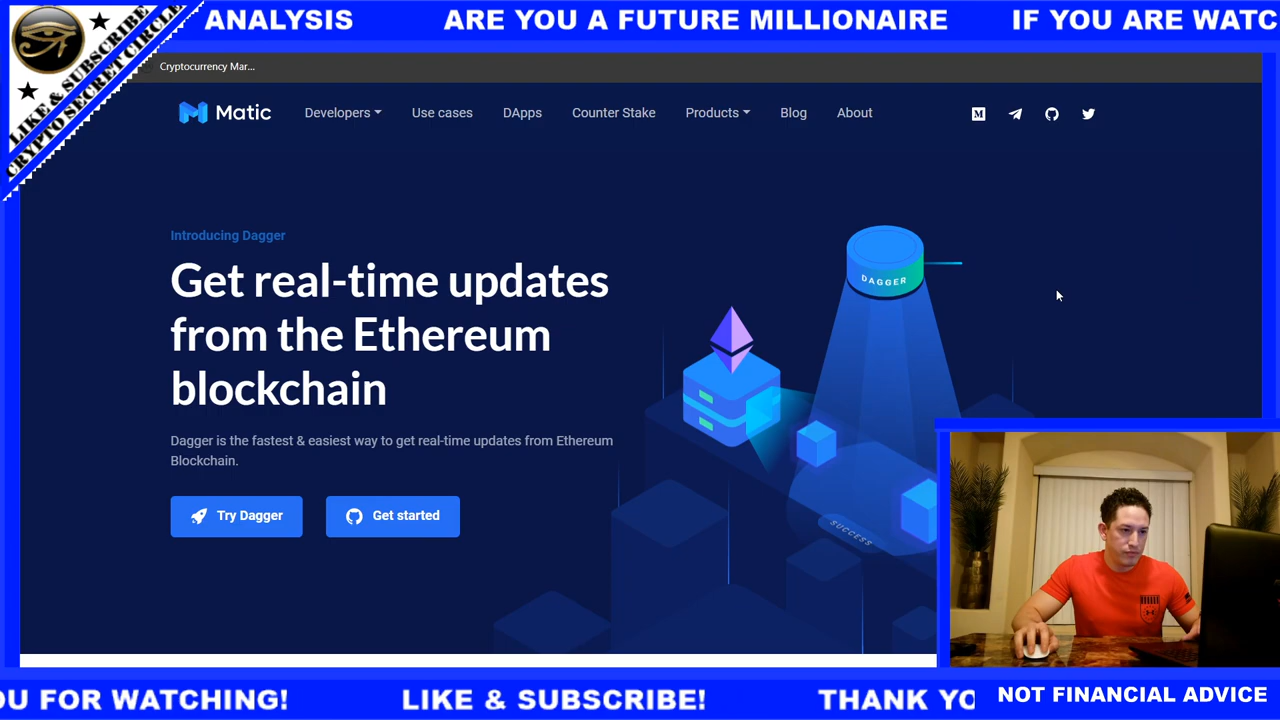 ANALYSIS
ARE YOU A FUTURE MILLIONAIRE
IF YOU ARE WATC
LIKE & SUBSCRIBE
CRYPTO SECRET CIRCLE
Cryptocurrency Mar...
Matic
Developers
Use cases
DApps
Counter Stake
Products
Blog
About
Introducing Dagger
Get real-time updates
from the Ethereum
blockchain
Dagger is the fastest & easiest way to get real-time updates from Ethereum
Blockchain.
Try Dagger
Get started
DAGGER
SUCCESS
OU FOR WATCHING!
LIKE & SUBSCRIBE!
THANK YO
NOT FINANCIAL ADVICE